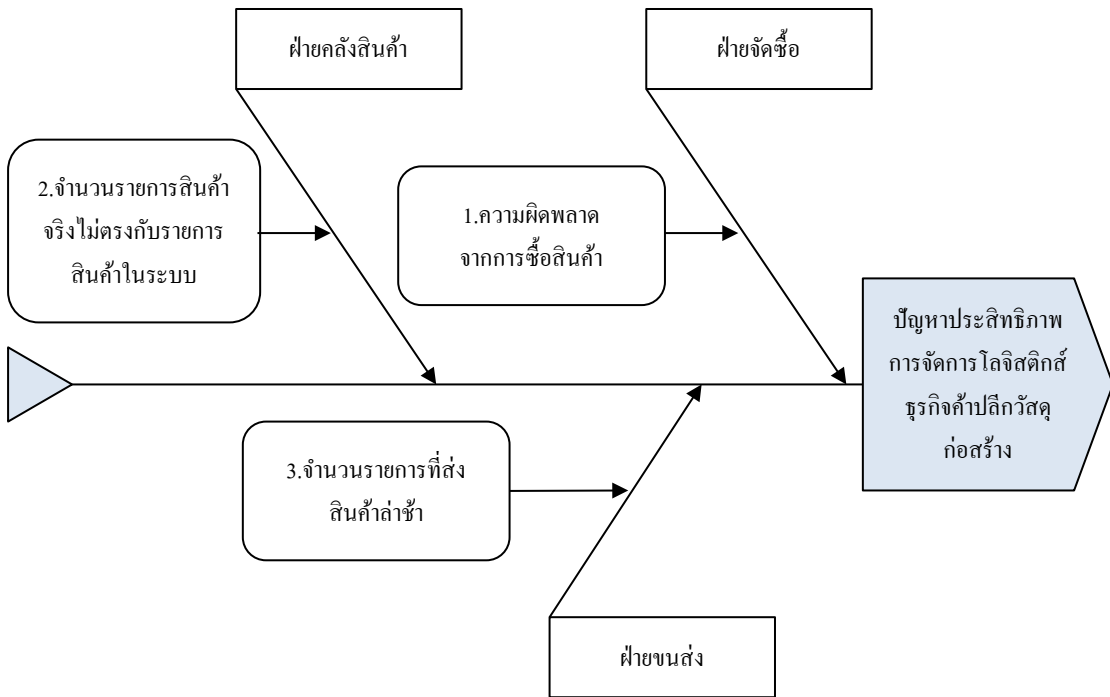 ฝ่ายคลังสินค้า
ฝ่ายจัดซื้อ
2.จำนวนรายการสินค้า
จริงไม่ตรงกับรายการ
สินค้าในระบบ
1.ความผิดพลาด
จากการซื้อสินค้า
ปัญหาประสิทธิภาพ
การจัดการโลจิสติกส์
ธุรกิจค้าปลีกวัสดุ
ก่อสร้าง
3.จำนวนรายการที่ส่ง
สินค้าล่าช้า
ฝ่ายขนส่ง